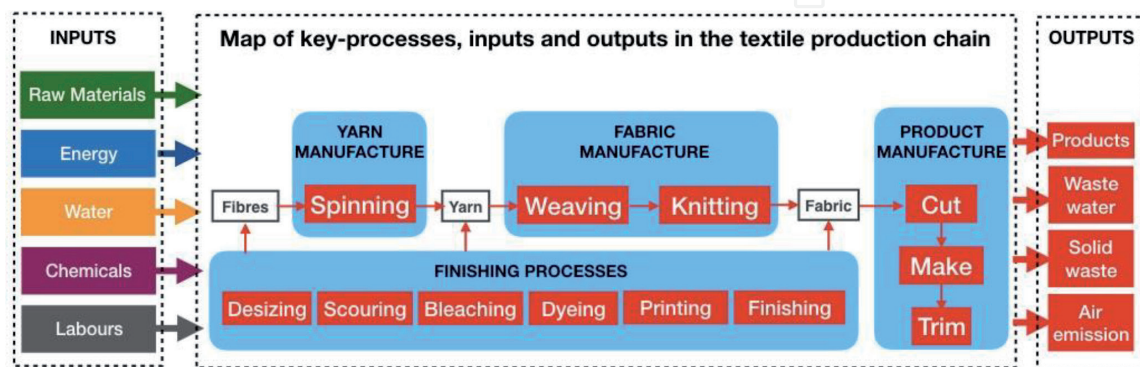 INPUTS
Raw Materials
Energy
Water
Chemicals
Labours
Map of key-processes, inputs and outputs in the textile production chain
YARN
MANUFACTURE
FABRIC
MANUFACTURE
PRODUCT
MANUFACTURE
Fibres
Spinning
Yarn
Weaving
Knitting
Fabric
Cut
Make
Trim
FINISHING PROCESSES
Desizing
Scouring
Bleaching
Dyeing
Printing
Finishing
OUTPUTS
Products
Waste
water
Solid
waste
Air
emission